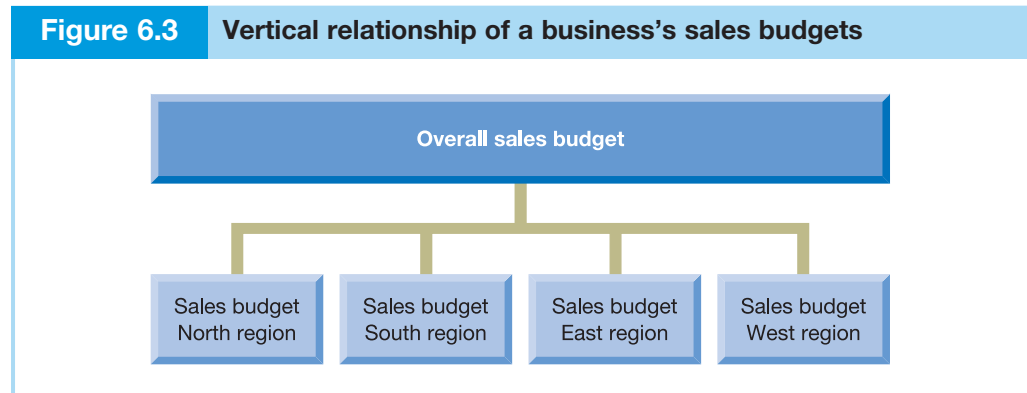 Figure 6.3 Vertical relationship of a business’s sales budgets
Overall sales budget
Sales budget
North region
Sales budget
South region
Sales budget
East region
Sales budget
West region